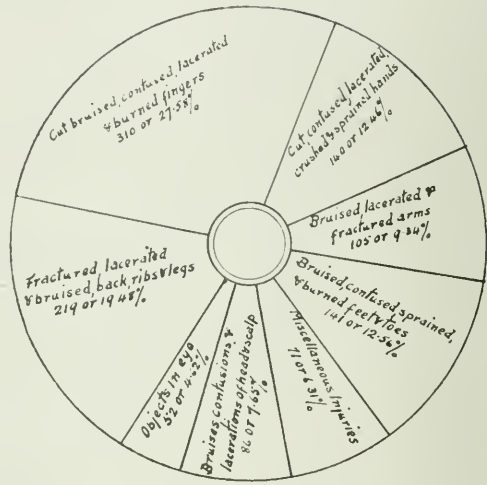 Cut bruised, contused, lacerated
& burned fingers
310 or 27.58%
Cut, contused, lacerated,
crushed & sprained hands
140 or 12.46%
Bruised, lacerated &
fractured arms
105 or 9.34%
Bruised, contused sprained,
& burned feet & toes
141 or 12.56%
Miscellaneous Injuries
71 or 6.31%
Bruises, contusions &
lacerations of head & scalp
86 or 7.65%
Objects in eye
52 or 4.62%
Fractured, lacerated
& bruised, back, ribs & legs
219 or 19.48%